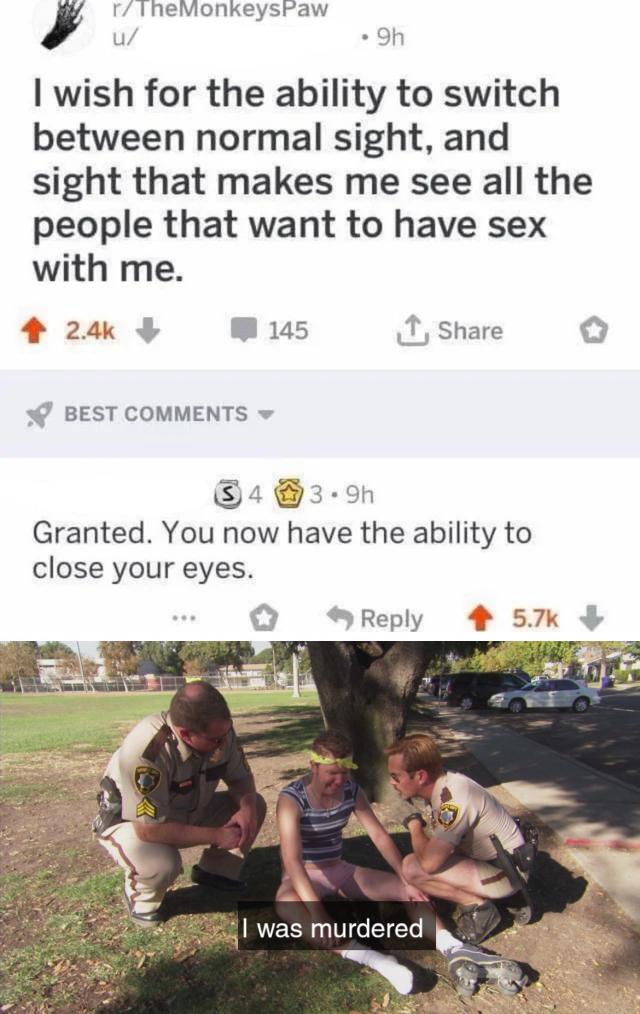 r/TheMonkeysPaw
u/ • 9h
I wish for the ability to switch
between normal sight, and
sight that makes me see all the
people that want to have sex
with me.
2.4k 145 Share
BEST COMMENTS
S 4 3 • 9h
Granted. You now have the ability to
close your eyes.
... Reply 5.7k
I was murdered